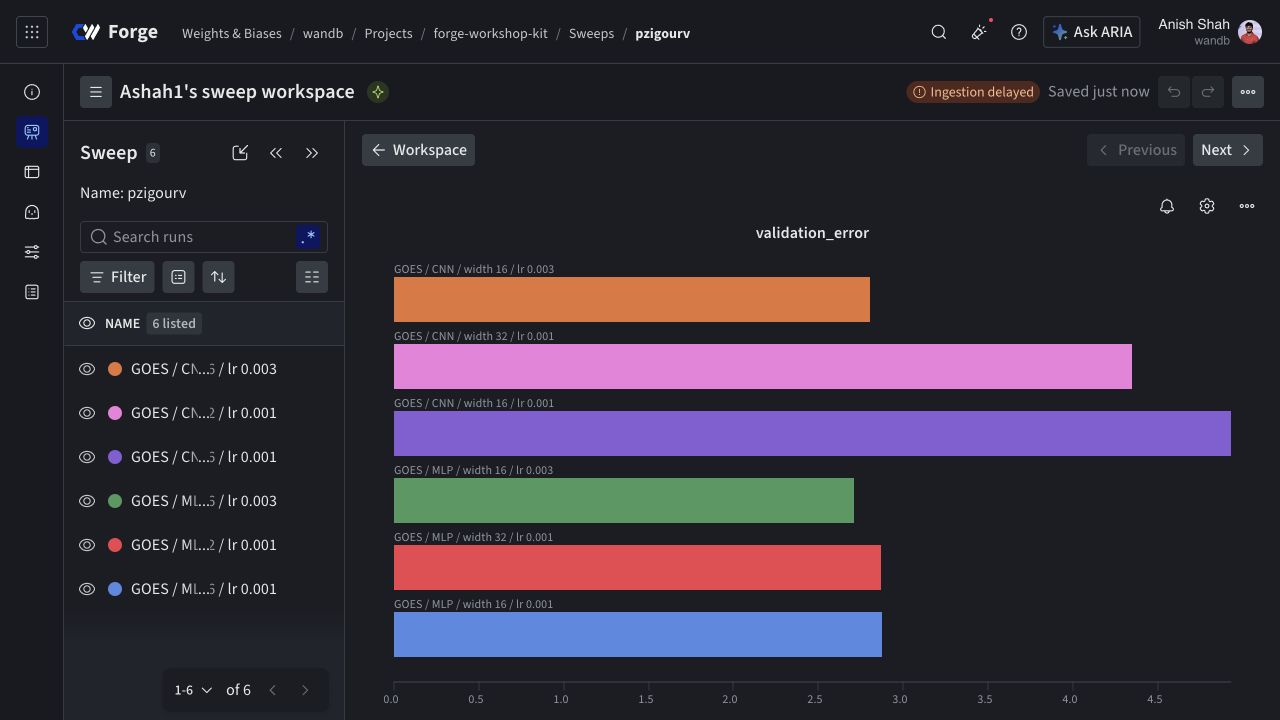 Forge
Weights & Biases / wandb / Projects / forge-workshop-kit / Sweeps / pzigourv
Ask ARIA
Anish Shah
wandb
Ashah1's sweep workspace
Ingestion delayed
Saved just now
Sweep 6
Name: pzigourv
Search runs
.*
Filter
NAME 6 listed
GOES / CN...6 / lr 0.003
GOES / CN...2 / lr 0.001
GOES / CN...6 / lr 0.001
GOES / ML...6 / lr 0.003
GOES / ML...2 / lr 0.001
GOES / ML...6 / lr 0.001
1-6 of 6
Workspace
Previous
Next
validation_error
GOES / CNN / width 16 / lr 0.003
GOES / CNN / width 32 / lr 0.001
GOES / CNN / width 16 / lr 0.001
GOES / MLP / width 16 / lr 0.003
GOES / MLP / width 32 / lr 0.001
GOES / MLP / width 16 / lr 0.001
0.0 0.5 1.0 1.5 2.0 2.5 3.0 3.5 4.0 4.5